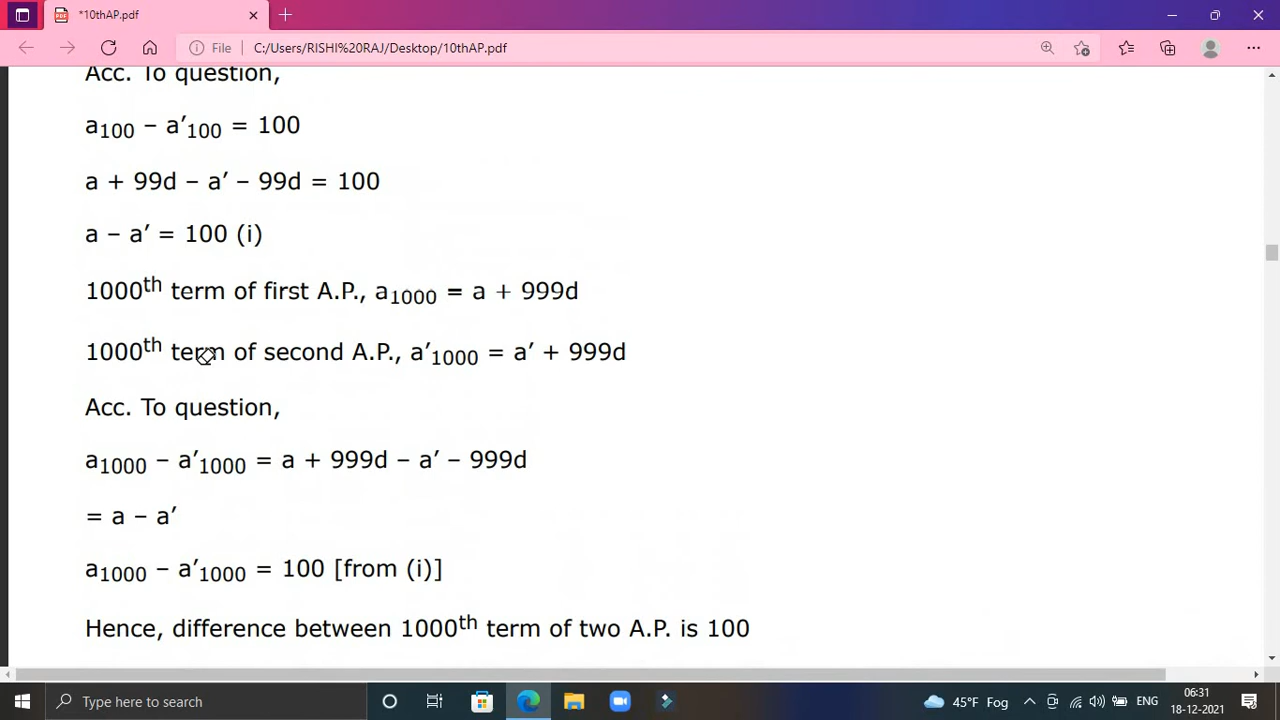 *10thAP.pdf
File
C:/Users/RISHI%20RAJ/Desktop/10thAP.pdf
Acc. To question,
a100 – a′100 = 100
a + 99d – a′ – 99d = 100
a – a′ = 100 (i)
1000th term of first A.P., a1000 = a + 999d
1000th term of second A.P., a′1000 = a′ + 999d
Acc. To question,
a1000 – a′1000 = a + 999d – a′ – 999d
= a – a′
a1000 – a′1000 = 100 [from (i)]
Hence, difference between 1000th term of two A.P. is 100
Type here to search
45°F Fog
ENG
06:31
18-12-2021